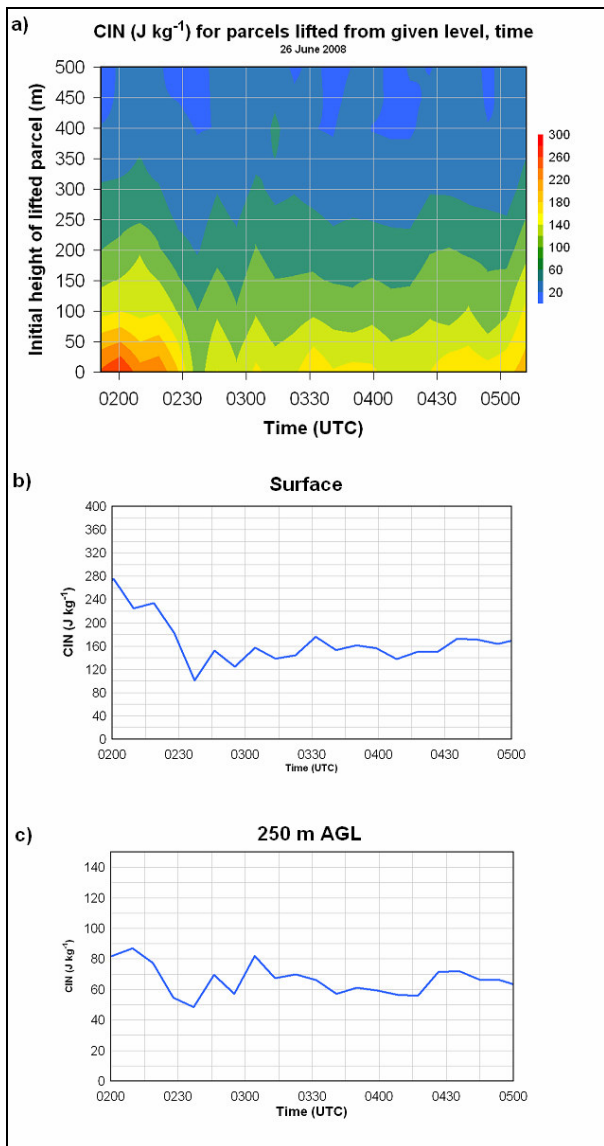 a)
CIN (J kg⁻¹) for parcels lifted from given level, time
26 June 2008
Initial height of lifted parcel (m)
500
450
400
350
300
250
200
150
100
50
0
0200 0230 0300 0330 0400 0430 0500
Time (UTC)
300
260
220
180
140
100
60
20
b)
Surface
CIN (J kg⁻¹)
400
360
320
280
240
200
160
120
80
40
0
0200 0230 0300 0330 0400 0430 0500
Time (UTC)
c)
250 m AGL
CIN (J kg⁻¹)
140
120
100
80
60
40
20
0
0200 0230 0300 0330 0400 0430 0500
Time (UTC)